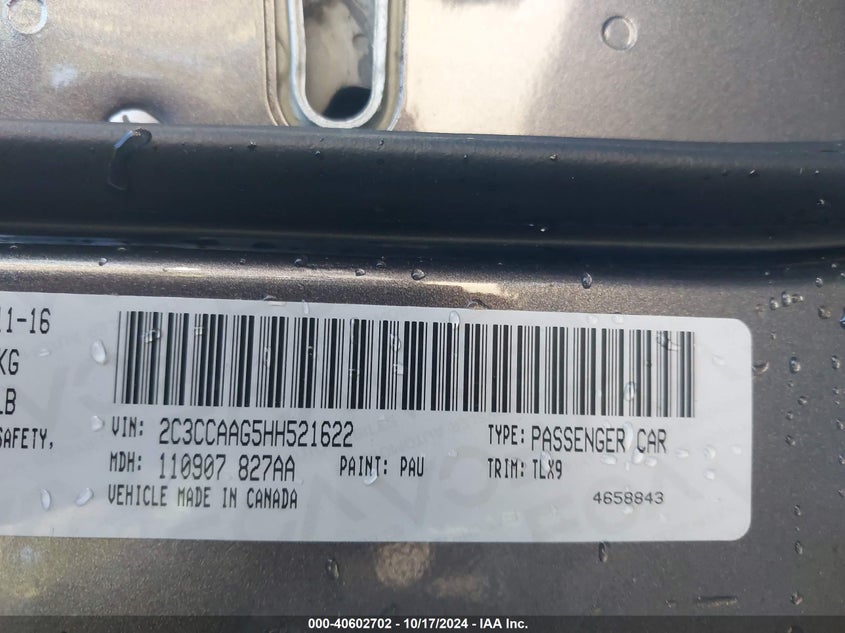 11-16
KG
LB
SAFETY,
VIN: 2C3CCAAG5HH521622 TYPE: PASSENGER CAR
MDH: 110907 827AA PAINT: PAU TRIM: TLX9
VEHICLE MADE IN CANADA 4658843
000-40602702 - 10/17/2024 - IAA Inc.